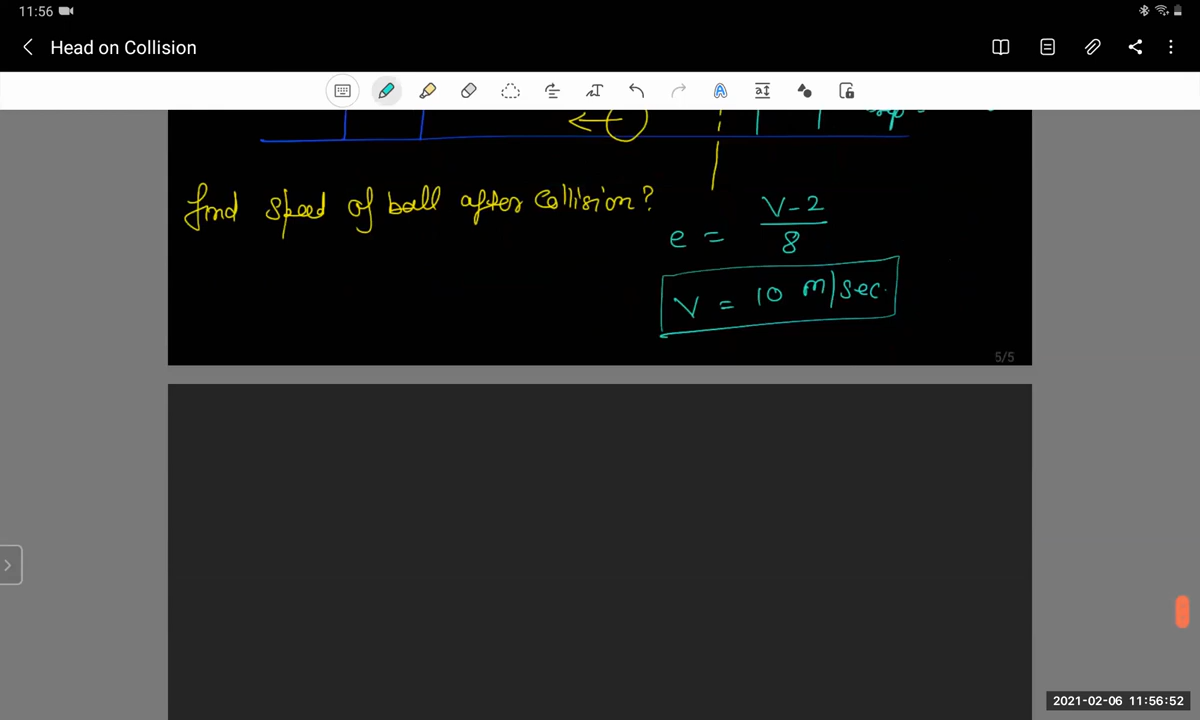 11:56
Head on Collision
find speed of ball after Collision?
e = V-2 / 8
V = 10 m/sec.
5/5
2021-02-06 11:56:52